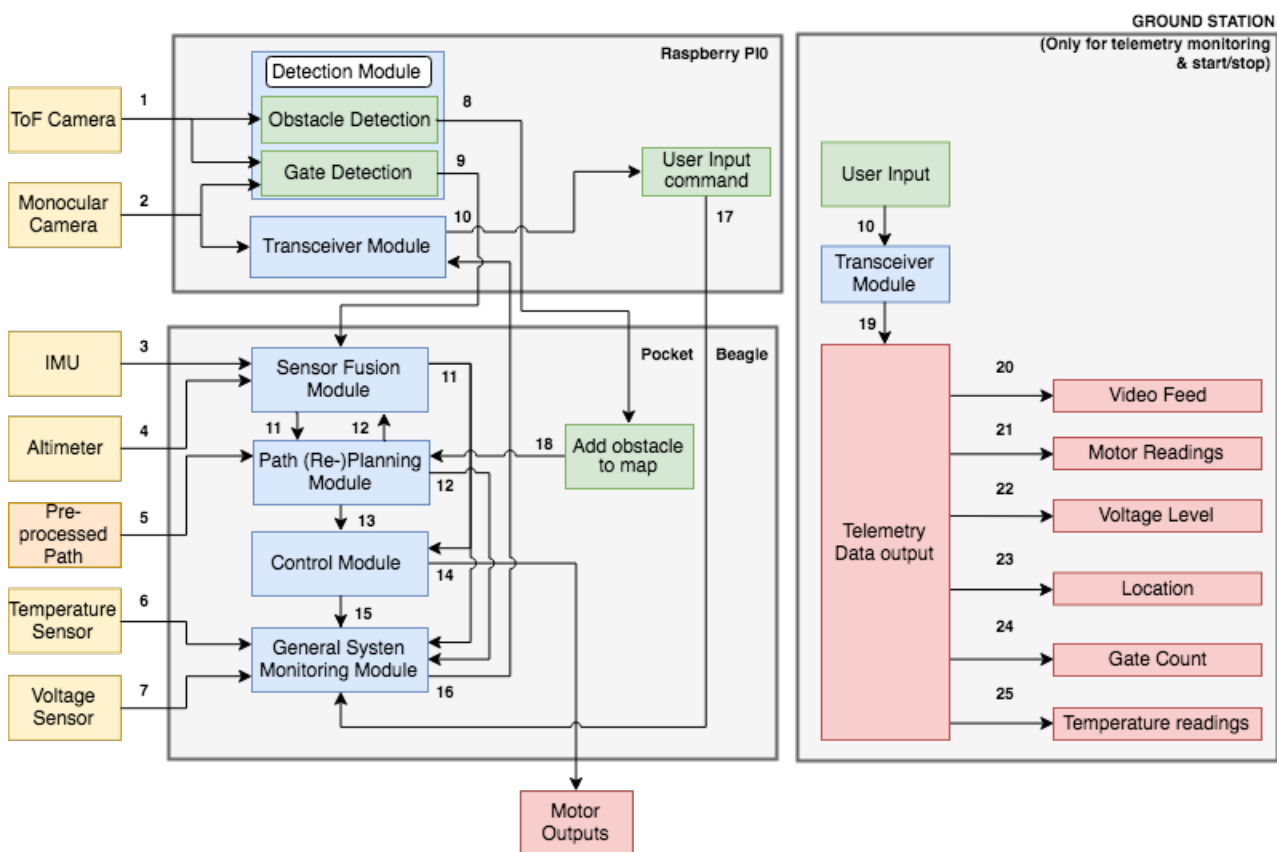 GROUND STATION
(Only for telemetry monitoring
& start/stop)
Raspberry PI0
Detection Module
ToF Camera
1
Obstacle Detection
8
Gate Detection
9
User Input
command
User Input
Monocular
Camera
2
10
17
Transceiver Module
10
Transceiver
Module
19
IMU
3
Sensor Fusion
Module
11
Pocket
Beagle
20
Video Feed
Altimeter
4
11
12
18
Add obstacle
to map
21
Motor Readings
Path (Re-)Planning
Module
12
22
Voltage Level
Pre-
processed
Path
5
13
Telemetry
Data output
Control Module
14
23
Location
Temperature
Sensor
6
15
24
Gate Count
General Systen
Monitoring Module
16
Voltage
Sensor
7
25
Temperature readings
Motor
Outputs